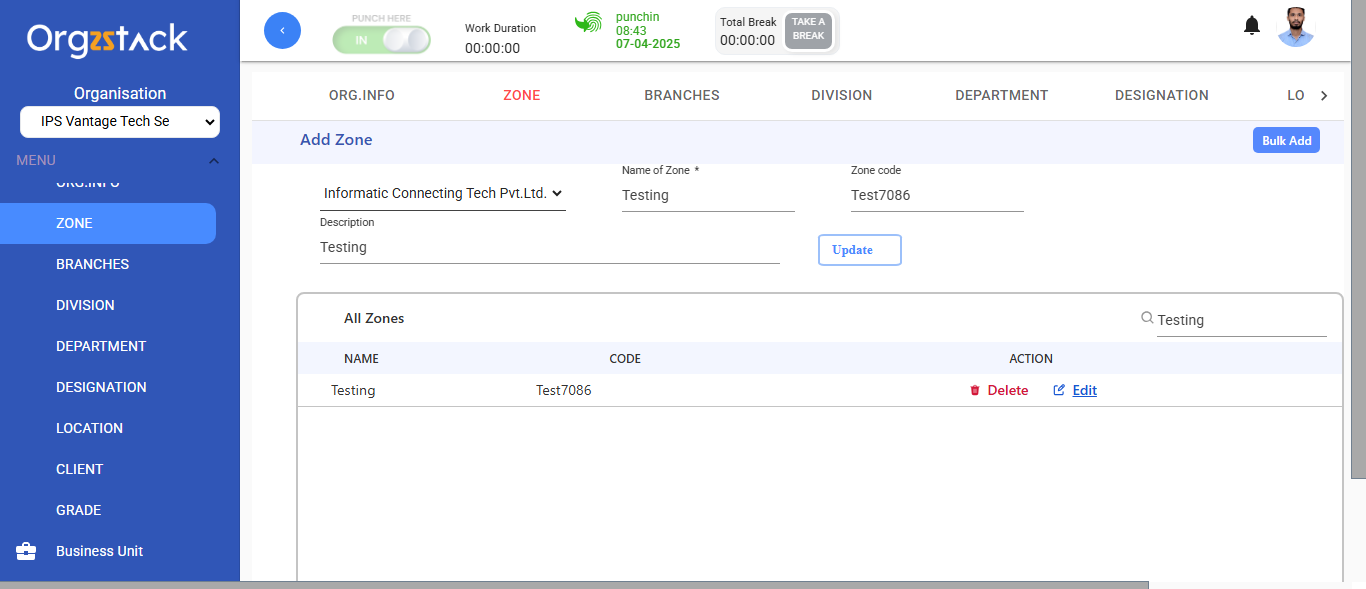 Orgzstack
Organisation
IPS Vantage Tech Se
MENU
ORG.INFO
ZONE
BRANCHES
DIVISION
DEPARTMENT
DESIGNATION
LOCATION
CLIENT
GRADE
Business Unit
PUNCH HERE
IN
Work Duration
00:00:00
punchin
08:43
07-04-2025
Total Break
00:00:00
TAKE A
BREAK
ORG.INFO ZONE BRANCHES DIVISION DEPARTMENT DESIGNATION LO
Add Zone
Bulk Add
Informatic Connecting Tech Pvt.Ltd.
Name of Zone *
Testing
Zone code
Test7086
Description
Testing
Update
All Zones
Testing
NAME CODE ACTION
Testing Test7086 Delete Edit